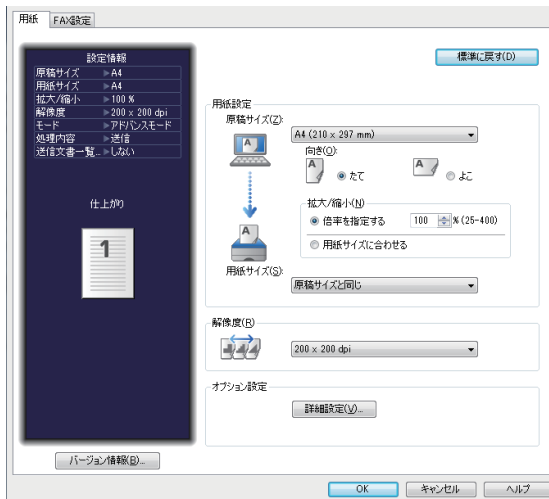 用紙
FAX設定
設定情報
原稿サイズ ▶A4
用紙サイズ ▶A4
拡大/縮小 ▶100 %
解像度 ▶200 x 200 dpi
モード ▶アドバンスモード
処理内容 ▶送信
送信文書一覧... ▶しない
仕上がり
1
バージョン情報(B)...
標準に戻す(D)
用紙設定
原稿サイズ(Z):
A4 (210 x 297 mm)
向き(O):
A
たて
A
よこ
A
拡大/縮小(N)
倍率を指定する 100 % (25-400)
用紙サイズに合わせる
A
用紙サイズ(S):
原稿サイズと同じ
解像度(R)
200 x 200 dpi
オプション設定
詳細設定(V)...
OK
キャンセル
ヘルプ